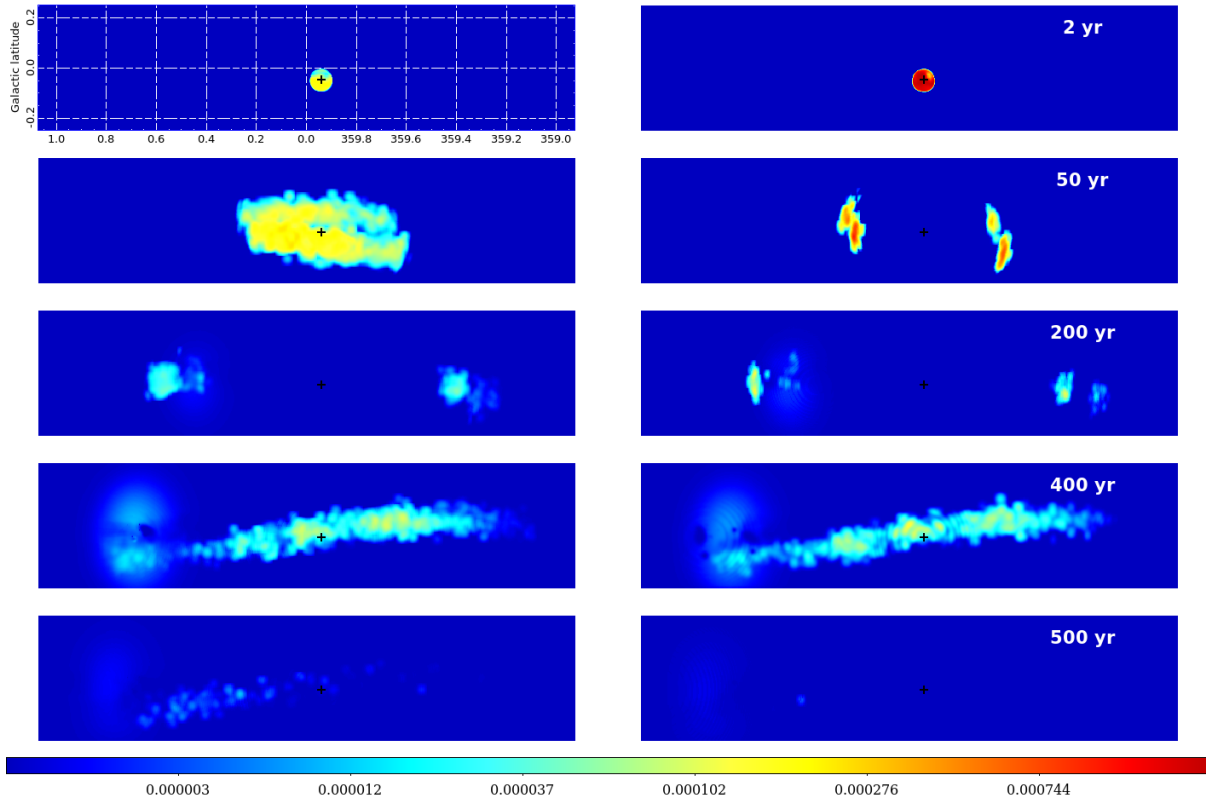 0.2
0.0
-0.2
Galactic latitude
1.0 0.8 0.6 0.4 0.2 0.0 359.8 359.6 359.4 359.2 359.0
2 yr
50 yr
200 yr
400 yr
500 yr
0.000003 0.000012 0.000037 0.000102 0.000276 0.000744